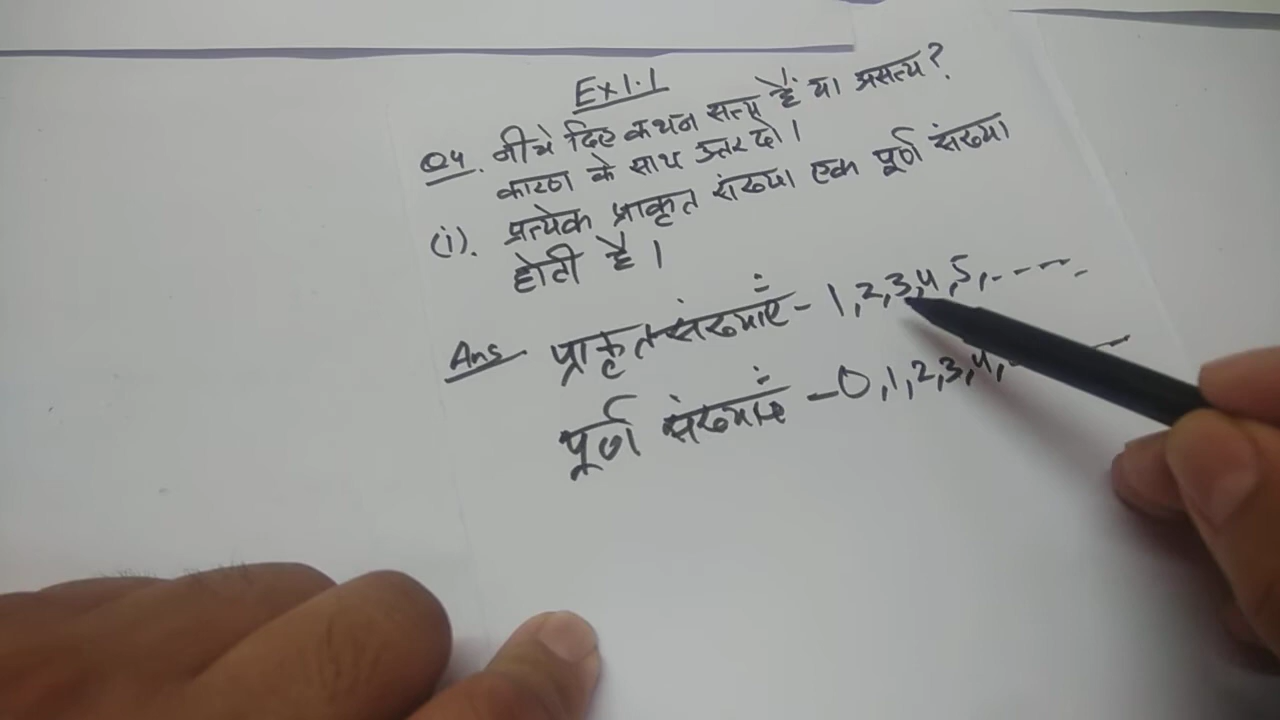 Ex 1.1
Q4. नीचे दिए कथन सत्य हैं या असत्य?
कारण के साथ उत्तर दो।
(i). प्रत्येक प्राकृत संख्या एक पूर्ण संख्या
होती है।
Ans प्राकृत संख्याएँ - 1,2,3,4,5,-----
पूर्ण संख्याएँ - 0,1,2,3,4,